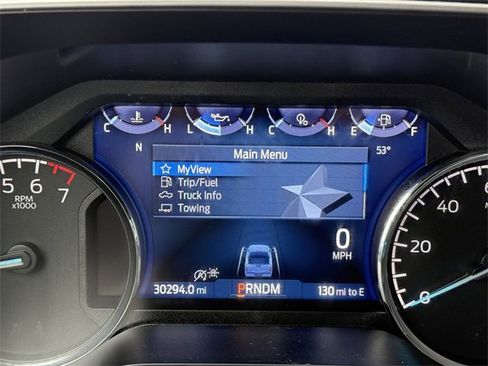 C H L H C H E F
N 53°
Main Menu
MyView
Trip/Fuel
Truck Info
Towing
5 6 7
RPM
x1000
0
MPH
60
40
20
0
30294.0 mi PRNDM 130 mi to E